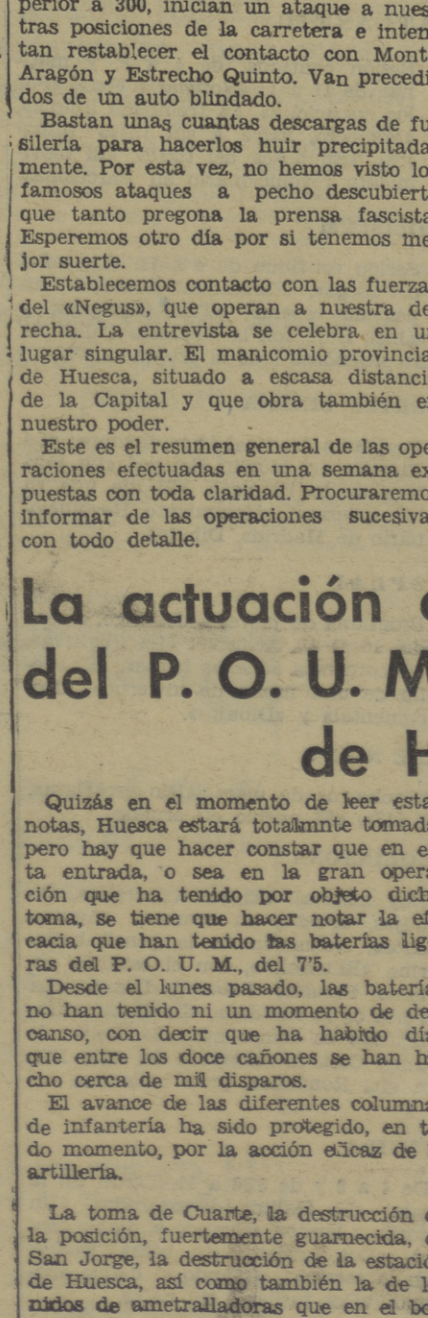 perior a 300, inician un ataque a nues
tras posiciones de la carretera e inten
tan restablecer el contacto con Mont
Aragón y Estrecho Quinto. Van precedi
dos de un auto blindado.
Bastan unas cuantas descargas de fu
silería para hacerlos huir precipitada
mente. Por esta vez, no hemos visto lo
famosos ataques a pecho descubiert
que tanto pregona la prensa fascista
Esperemos otro día por si tenemos me
jor suerte.
Establecemos contacto con las fuerza
del «Negus», que operan a nuestra de
recha. La entrevista se celebra en u
lugar singular. El manicomio provincia
de Huesca, situado a escasa distanci
de la Capital y que obra también e
nuestro poder.
Este es el resumen general de las ope
raciones efectuadas en una semana ex
puestas con toda claridad. Procuraremo
informar de las operaciones sucesiva
con todo detalle.
La actuación
del P. O. U. M
de H
Quizás en el momento de leer esta
notas, Huesca estará totalmnte tomada
pero hay que hacer constar que en e
ta entrada, o sea en la gran opera
ción que ha tenido por objeto dich
toma, se tiene que hacer notar la efi
cacia que han tenido las baterías lige
ras del P. O. U. M., del 7'5.
Desde el lunes pasado, las batería
no han tenido ni un momento de de
canso, con decir que ha habido día
que entre los doce cañones se han h
cho cerca de mil disparos.
El avance de las diferentes columna
de infantería ha sido protegido, en t
do momento, por la acción eficaz de
artillería.
La toma de Cuarte, la destrucción
la posición, fuertemente guarnecida,
San Jorge, la destrucción de la estació
de Huesca, así como también la de l
nidos de ametralladoras que en el bo